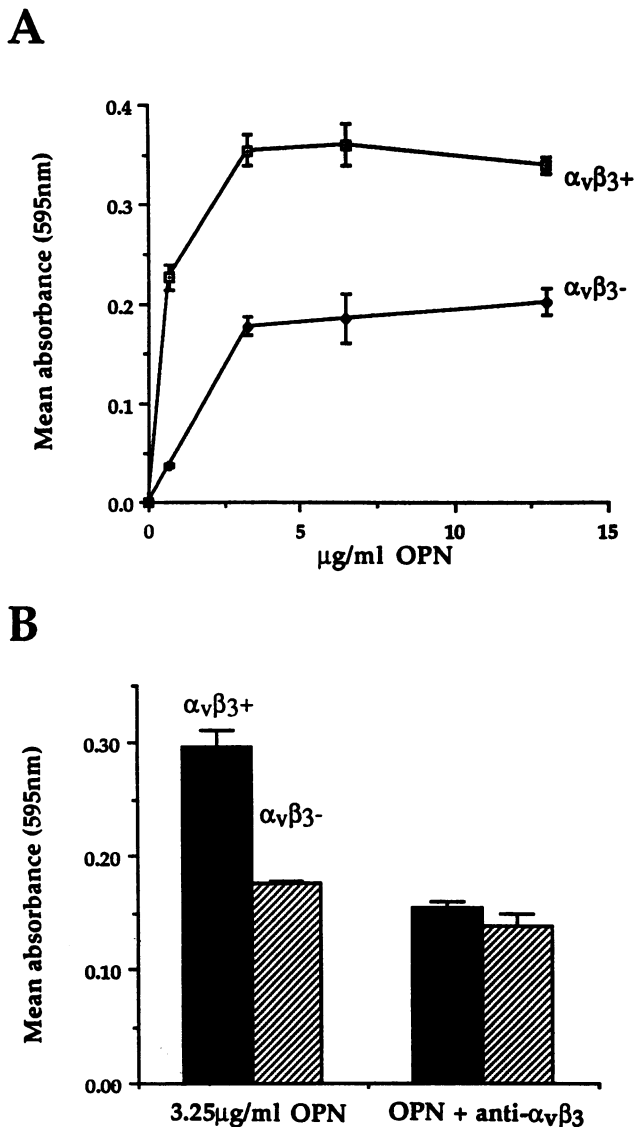 A
Mean absorbance (595nm)
0.4
0.3
0.2
0.1
0.0
αvβ3+
αvβ3-
0
5
10
15
μg/ml OPN
B
Mean absorbance (595nm)
0.30
0.20
0.10
0.00
αvβ3+
αvβ3-
3.25μg/ml OPN
OPN + anti-αvβ3